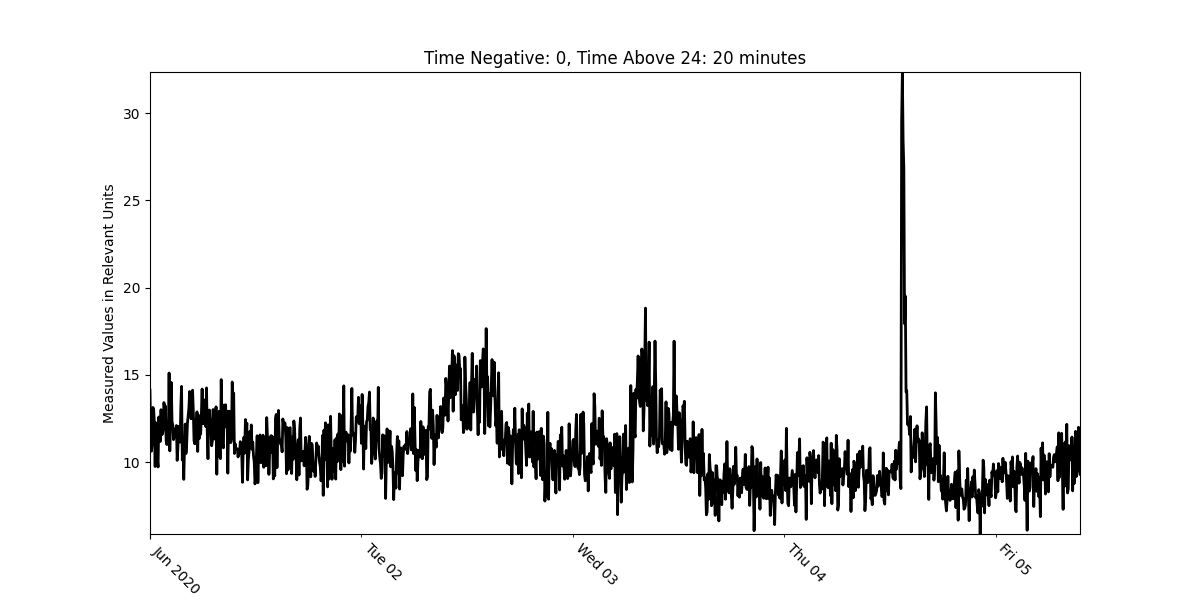 Time Negative: 0, Time Above 24: 20 minutes
Measured Values in Relevant Units
30
25
20
15
10
Jun 2020
Tue 02
Wed 03
Thu 04
Fri 05